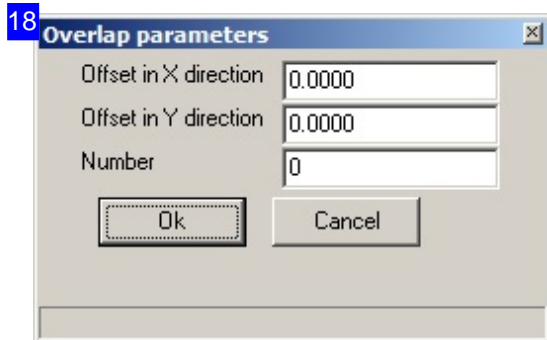 18
Overlap parameters
Offset in X direction 0.0000
Offset in Y direction 0.0000
Number 0
Ok Cancel